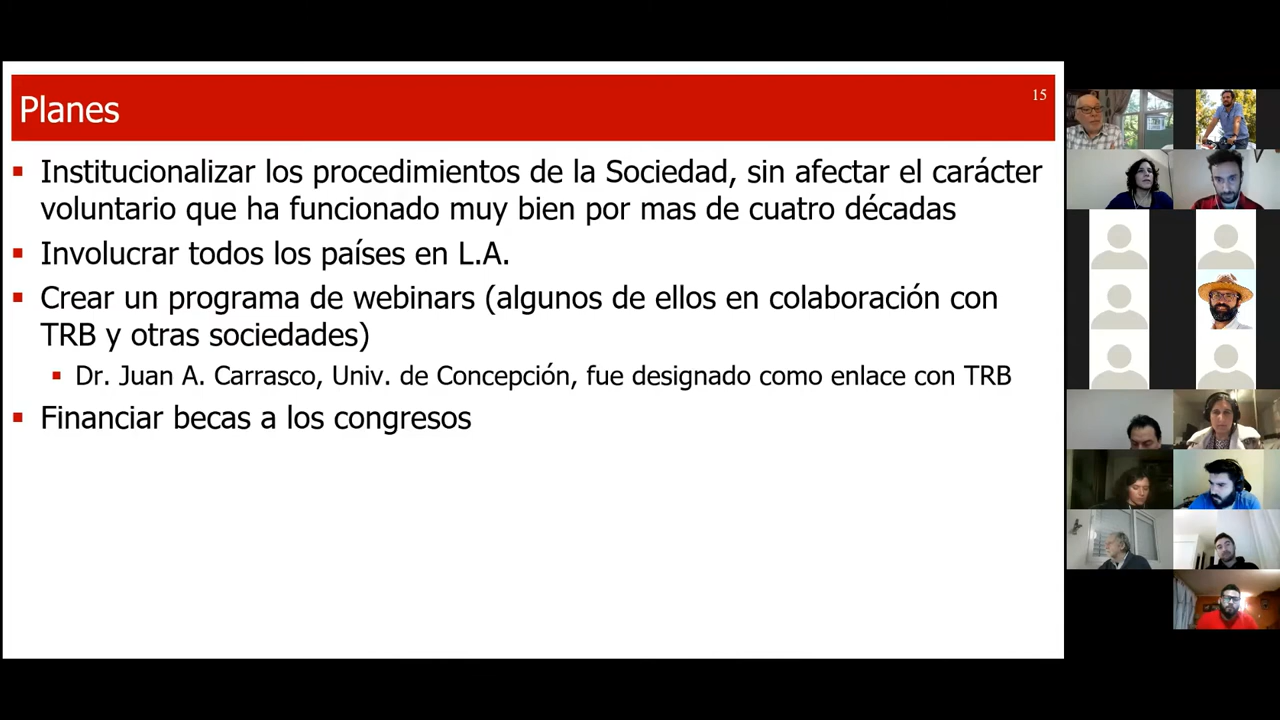 Planes
15
Institucionalizar los procedimientos de la Sociedad, sin afectar el carácter
voluntario que ha funcionado muy bien por mas de cuatro décadas
Involucrar todos los países en L.A.
Crear un programa de webinars (algunos de ellos en colaboración con
TRB y otras sociedades)
Dr. Juan A. Carrasco, Univ. de Concepción, fue designado como enlace con TRB
Financiar becas a los congresos